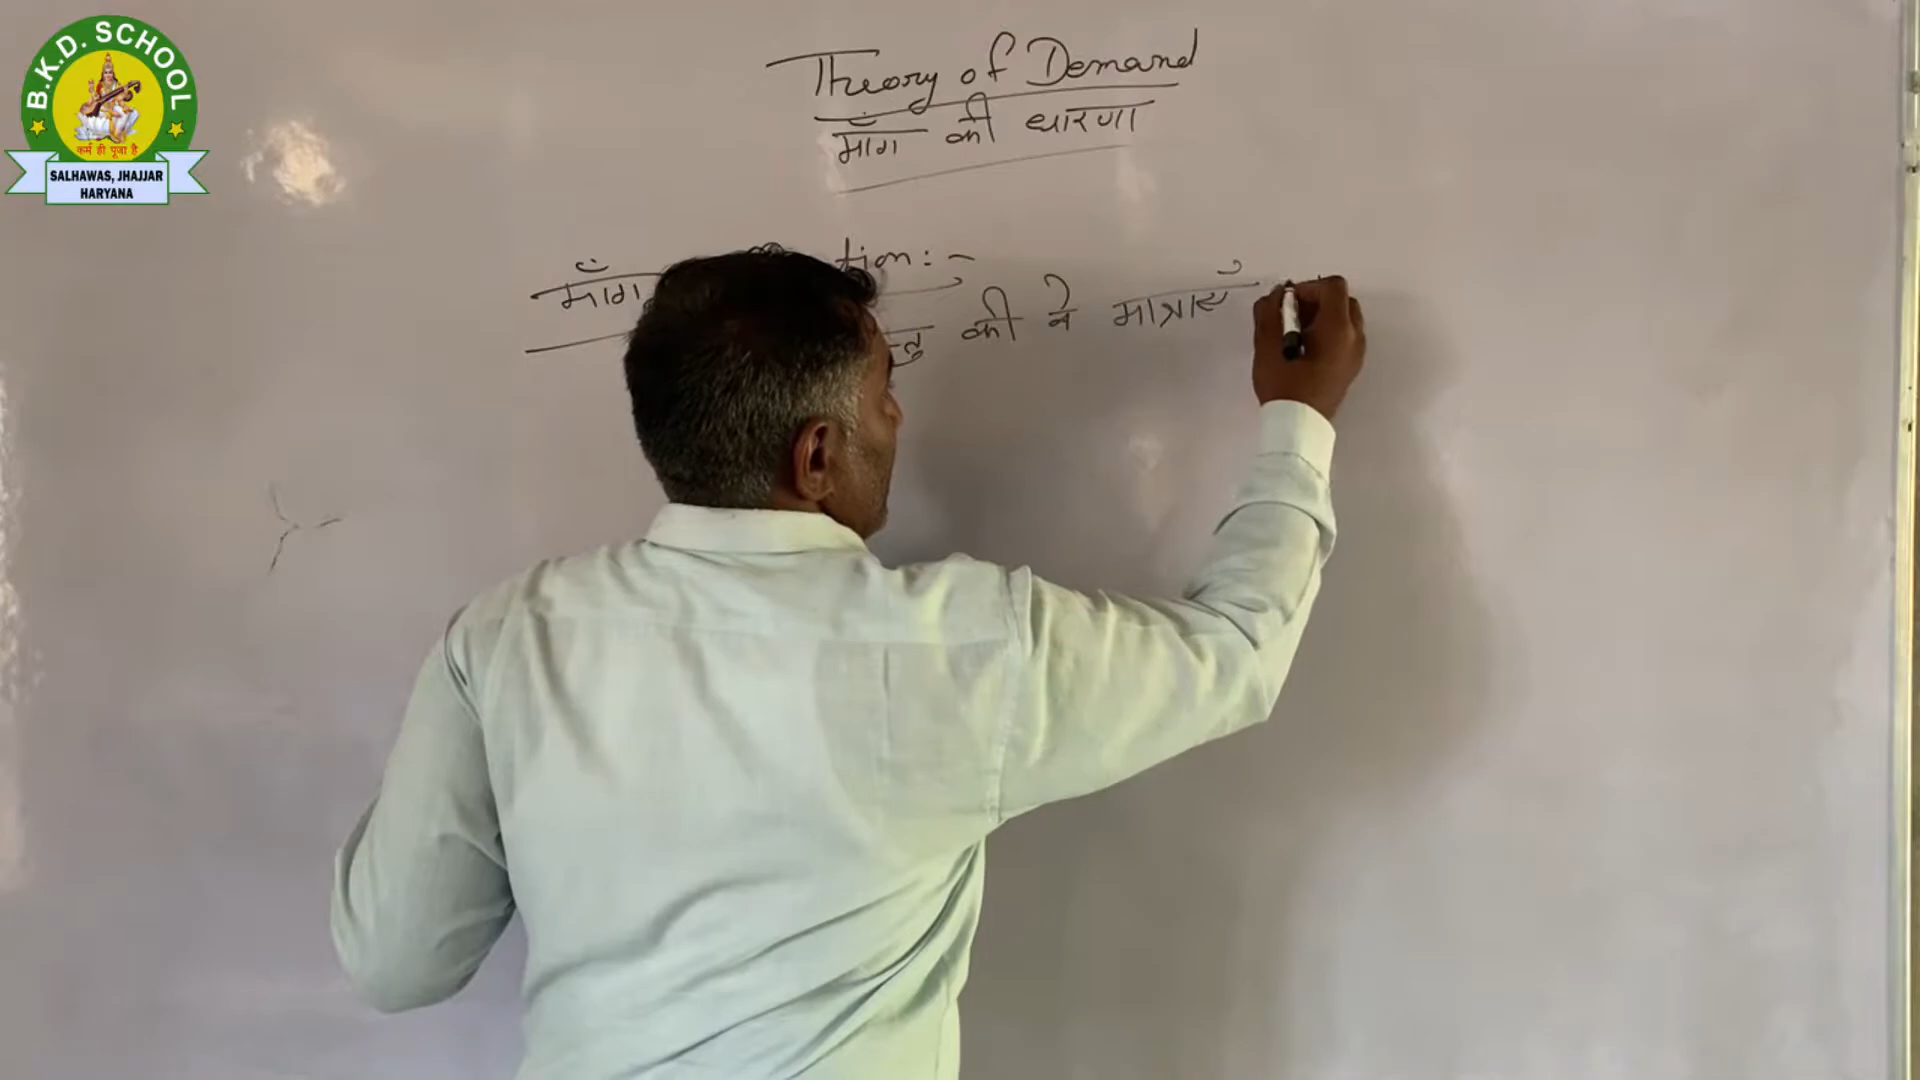 B.K.D. SCHOOL
कर्म ही पूजा है
SALHAWAS, JHAJJAR
HARYANA
Theory of Demand
माँग की धारणा
माँग tion:-
की वे मात्राएँ